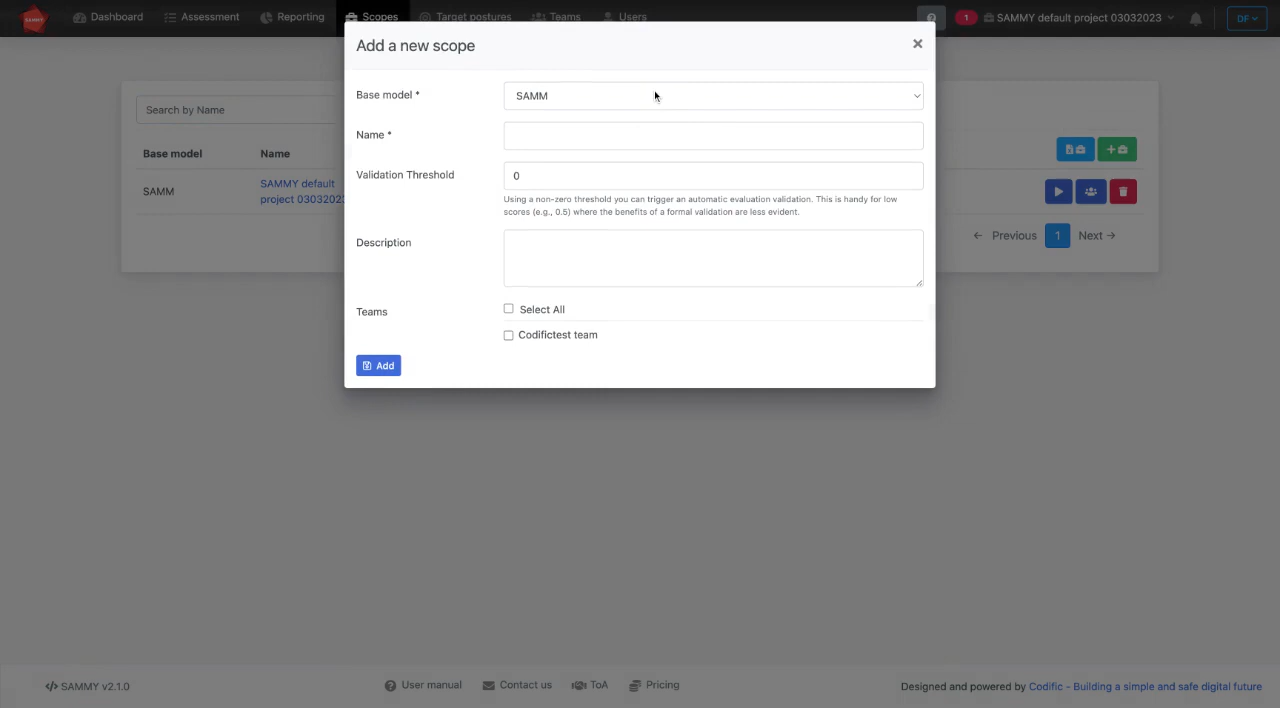 SAMMY
Dashboard
Assessment
Reporting
Scopes
Target postures
Teams
Users
?
1
SAMMY default project 03032023
DF
Add a new scope
×
Base model *
SAMM
Name *
Validation Threshold
0
Using a non-zero threshold you can trigger an automatic evaluation validation. This is handy for low
scores (e.g., 0.5) where the benefits of a formal validation are less evident.
Description
Teams
Select All
Codifictest team
Add
Search by Name
Base model
Name
SAMM
SAMMY default
project 03032023
← Previous
1
Next →
</> SAMMY v2.1.0
User manual
Contact us
ToA
Pricing
Designed and powered by Codific - Building a simple and safe digital future